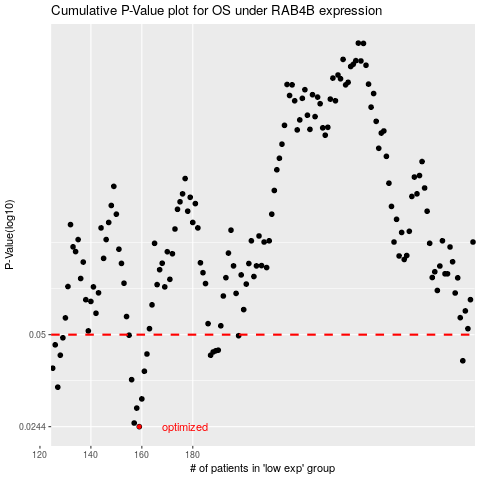 Cumulative P-Value plot for OS under RAB4B expression
P-Value(log10)
0.05
0.0244
optimized
120 140 160 180
# of patients in 'low exp' group